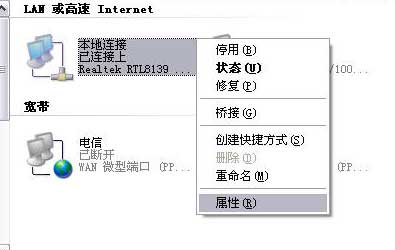 LAN 或高速 Internet
本地连接
已连接上
Realtek RTL8139
/100...
停用(B)
状态(U)
修复(P)
桥接(G)
创建快捷方式(S)
删除(D)
重命名(M)
属性(R)
宽带
电信
已断开
WAN 微型端口 (PP...
(PP...